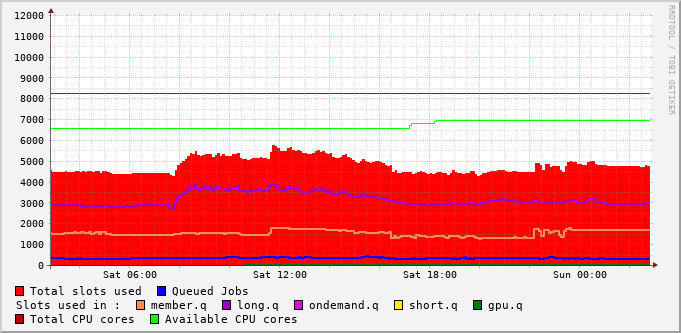 12000
11000
10000
9000
8000
7000
6000
5000
4000
3000
2000
1000
0
Sat 06:00 Sat 12:00 Sat 18:00 Sun 00:00
RRDTOOL / TOBI OETIKER
Total slots used Queued Jobs
Slots used in : member.q long.q ondemand.q short.q gpu.q
Total CPU cores Available CPU cores